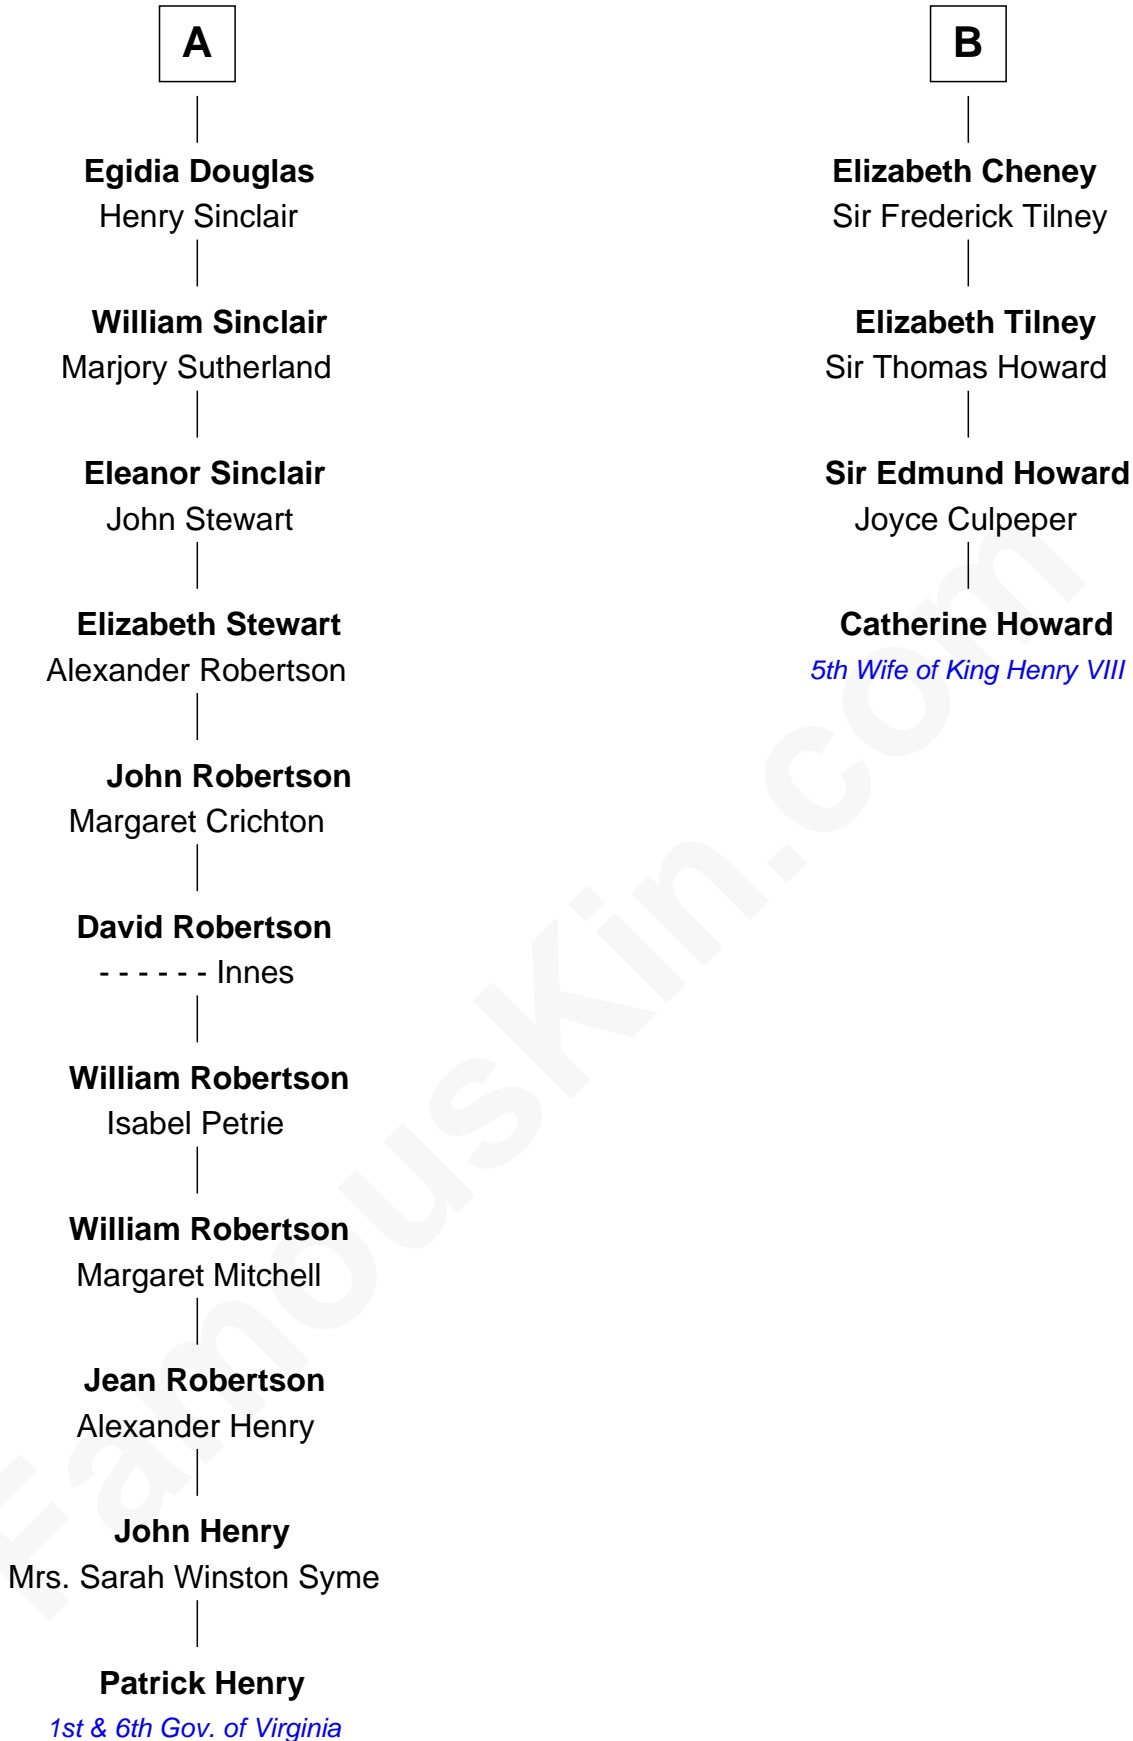 A
Egidia Douglas
Henry Sinclair
William Sinclair
Marjory Sutherland
Eleanor Sinclair
John Stewart
Elizabeth Stewart
Alexander Robertson
John Robertson
Margaret Crichton
David Robertson
- - - - - - Innes
William Robertson
Isabel Petrie
William Robertson
Margaret Mitchell
Jean Robertson
Alexander Henry
John Henry
Mrs. Sarah Winston Syme
Patrick Henry
1st & 6th Gov. of Virginia
B
Elizabeth Cheney
Sir Frederick Tilney
Elizabeth Tilney
Sir Thomas Howard
Sir Edmund Howard
Joyce Culpeper
Catherine Howard
5th Wife of King Henry VIII
FamousKin.com